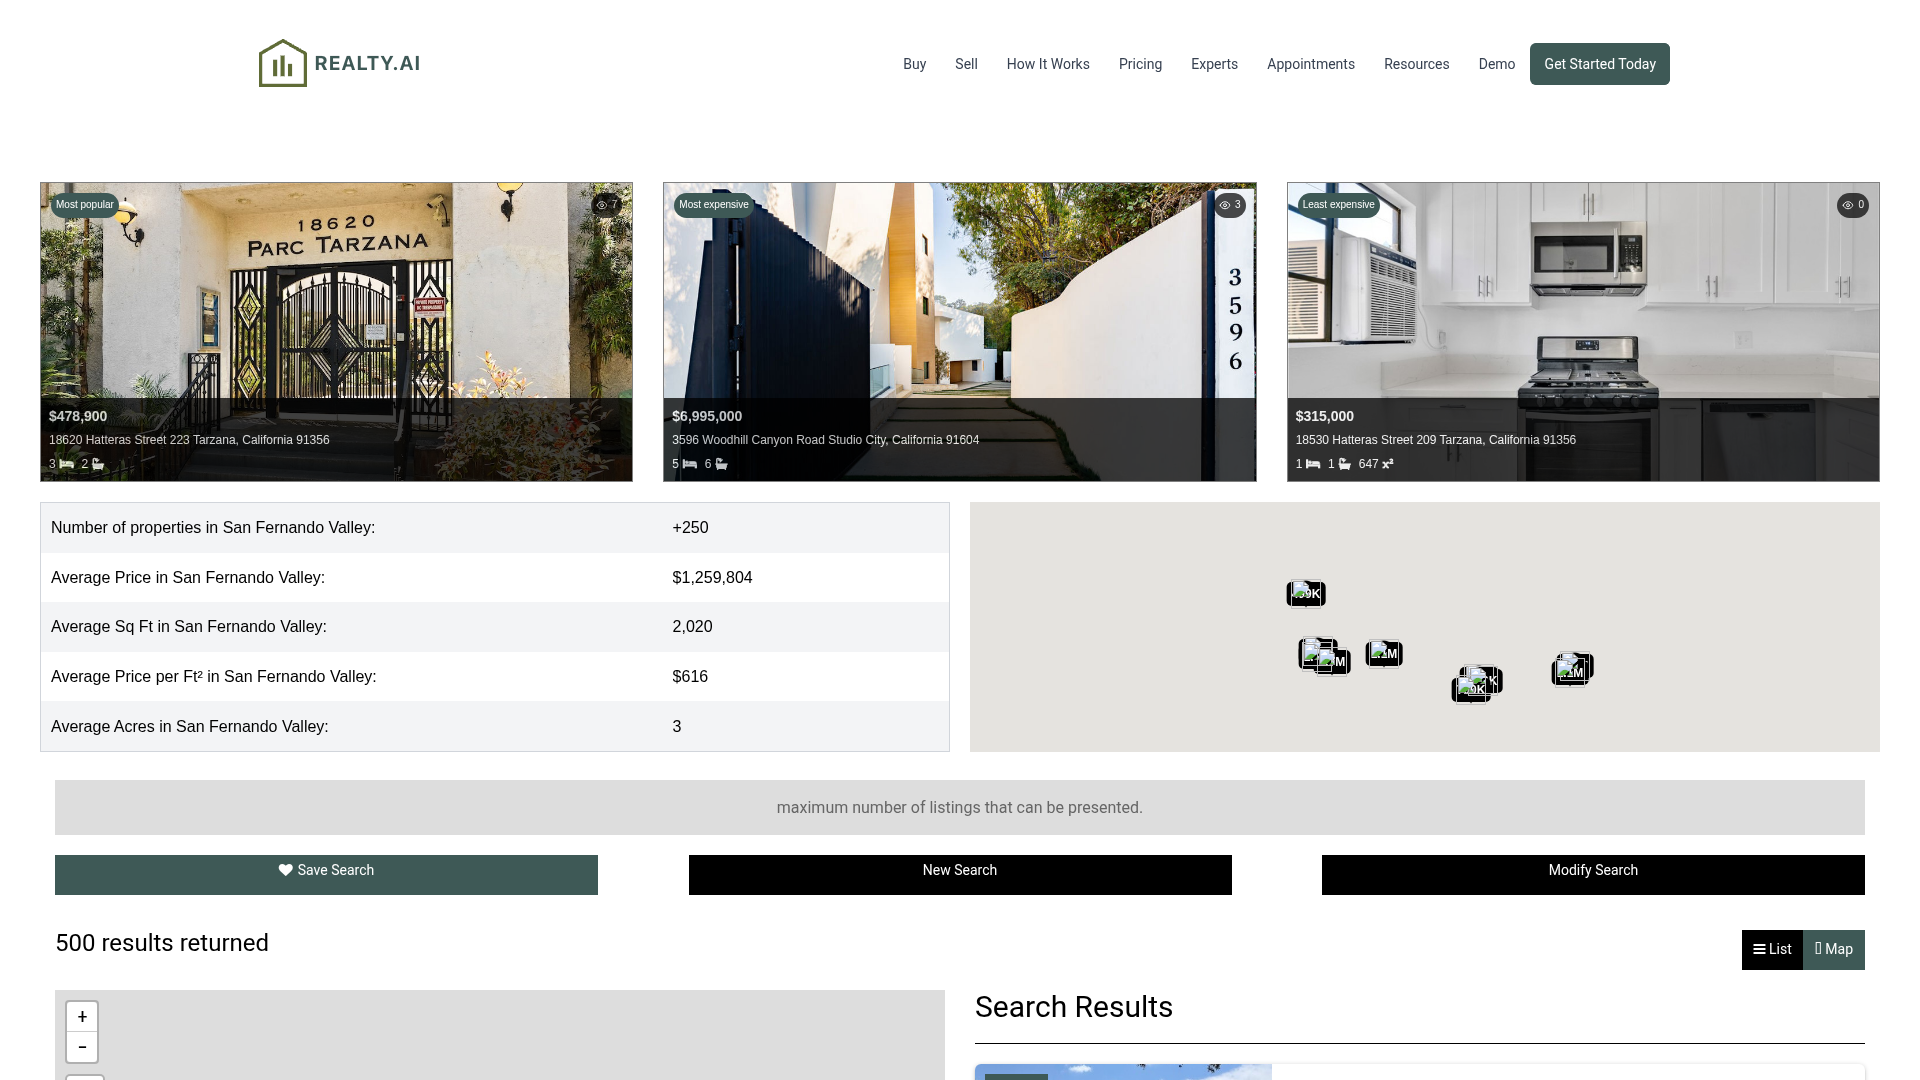 REALTY.AI
Buy Sell How It Works Pricing Experts Appointments Resources Demo Get Started Today
Most popular
7
18620
PARC TARZANA
$478,900
18620 Hatteras Street 223 Tarzana, California 91356
3 2
Most expensive
3
3
5
9
6
$6,995,000
3596 Woodhill Canyon Road Studio City, California 91604
5 6
Least expensive
0
$315,000
18530 Hatteras Street 209 Tarzana, California 91356
1 1 647 x²
Number of properties in San Fernando Valley: +250
Average Price in San Fernando Valley: $1,259,804
Average Sq Ft in San Fernando Valley: 2,020
Average Price per Ft² in San Fernando Valley: $616
Average Acres in San Fernando Valley: 3
maximum number of listings that can be presented.
Save Search
New Search
Modify Search
500 results returned
List Map
+
−
Search Results